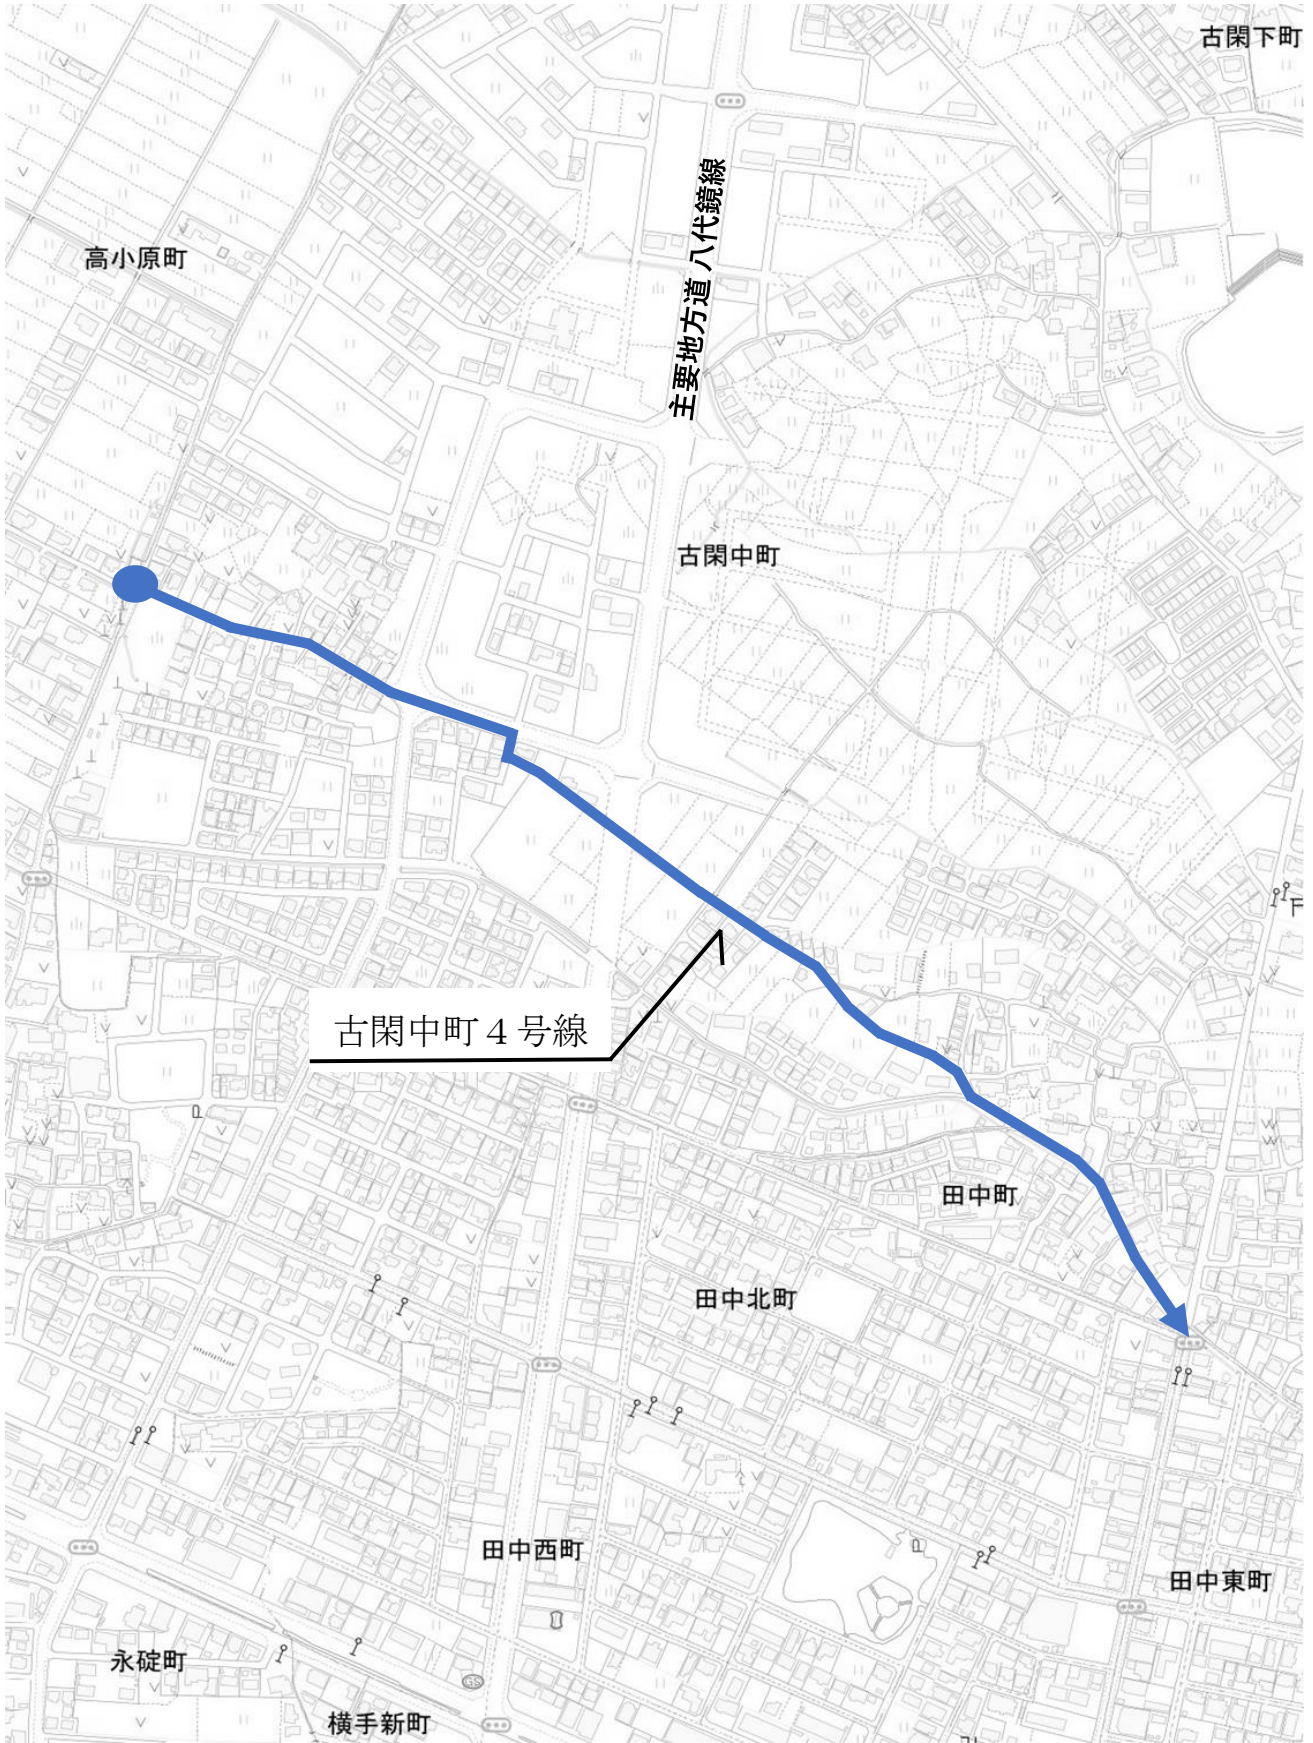 古閑下町
主要地方道 八代鏡線
高小原町
古閑中町
古閑中町４号線
田中町
田中北町
田中西町
田中東町
永碇町
GS
横手新町